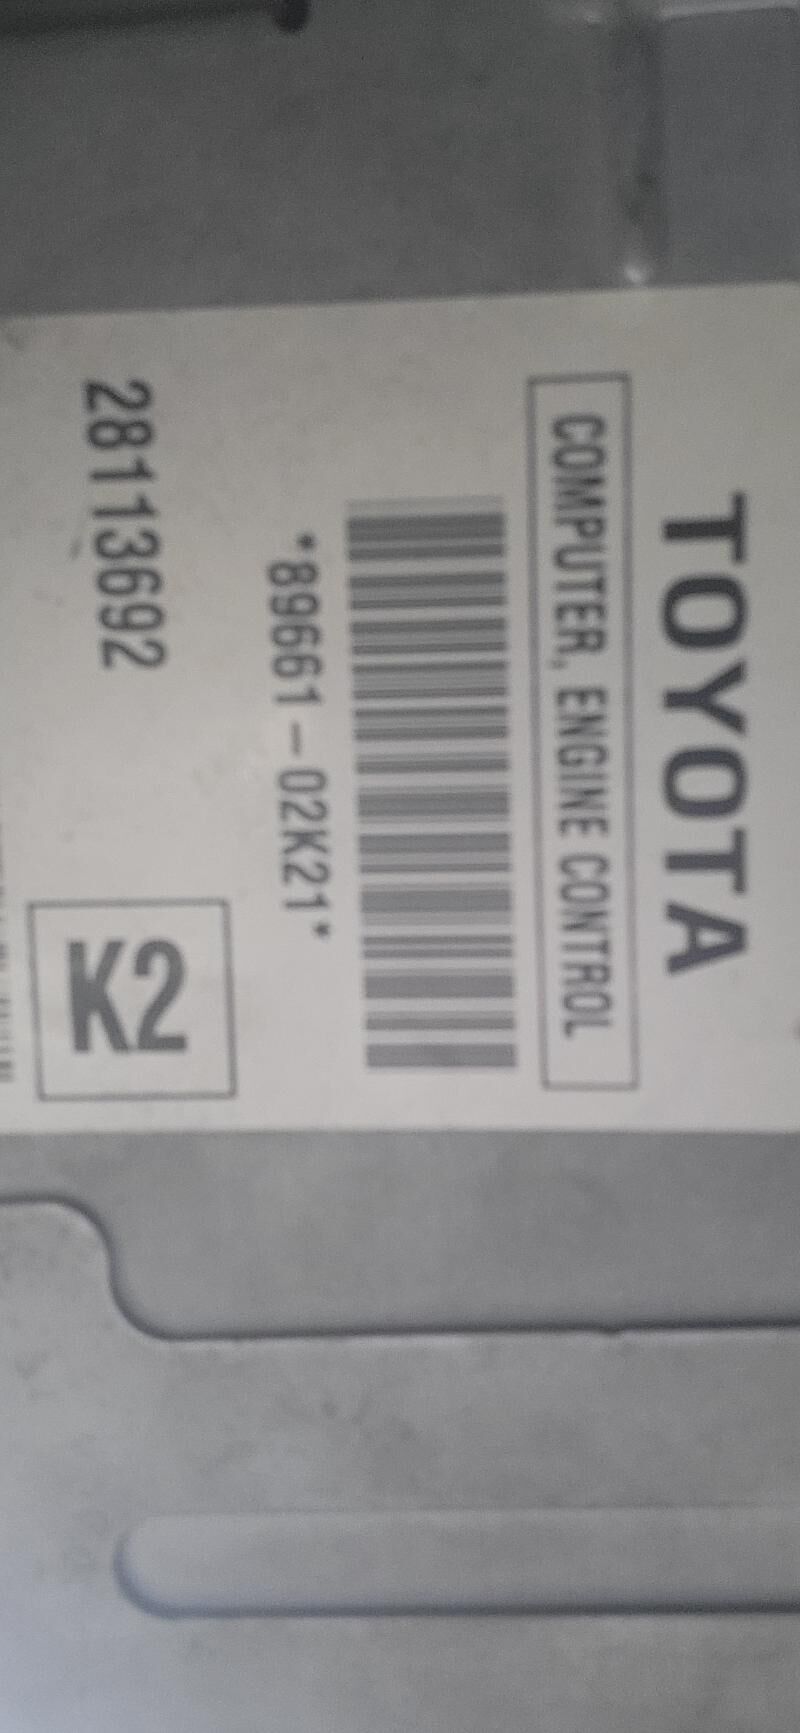 TOYOTA
COMPUTER, ENGINE CONTROL
*89661-02K21*
28113692
K2